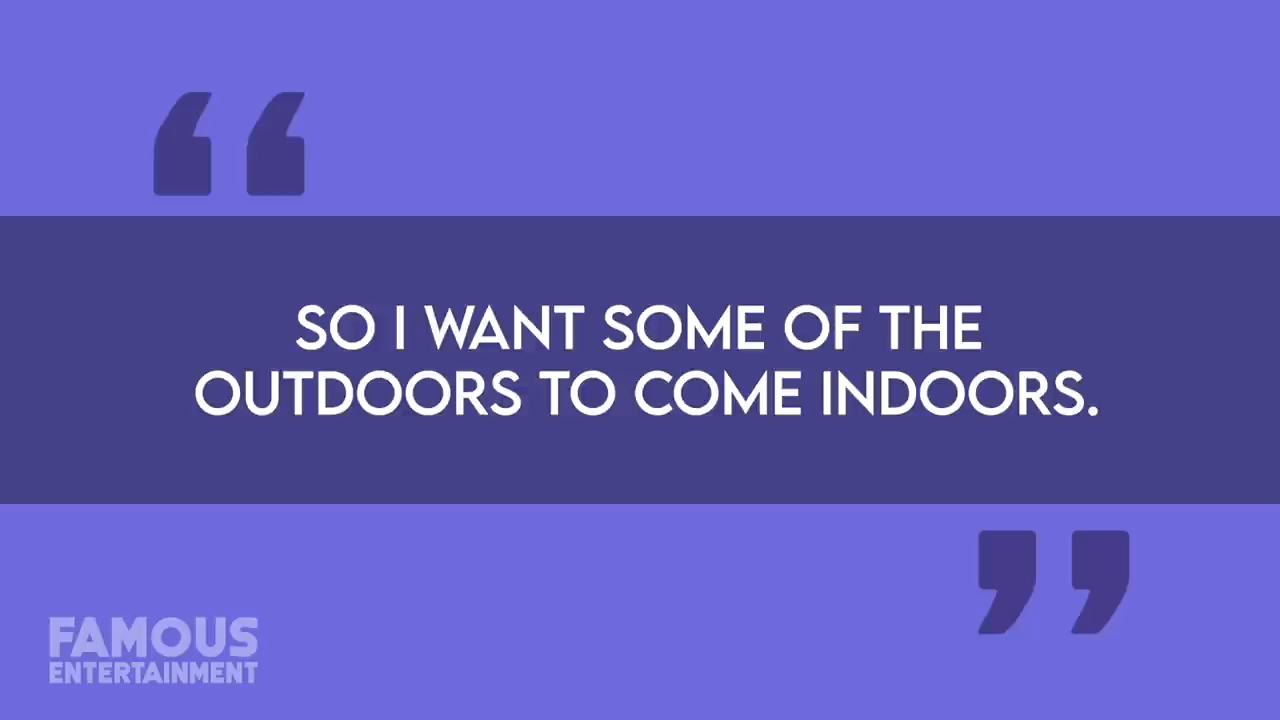 SO I WANT SOME OF THE
OUTDOORS TO COME INDOORS.
FAMOUS
ENTERTAINMENT